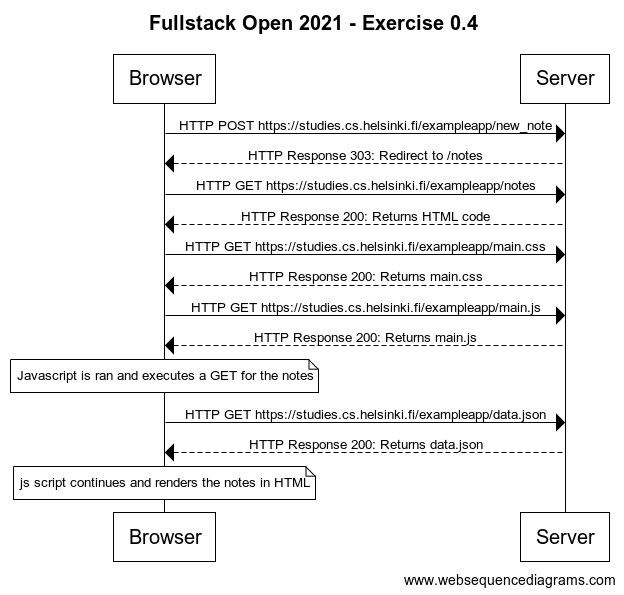 Fullstack Open 2021 - Exercise 0.4
Browser
Server
HTTP POST https://studies.cs.helsinki.fi/exampleapp/new_note
HTTP Response 303: Redirect to /notes
HTTP GET https://studies.cs.helsinki.fi/exampleapp/notes
HTTP Response 200: Returns HTML code
HTTP GET https://studies.cs.helsinki.fi/exampleapp/main.css
HTTP Response 200: Returns main.css
HTTP GET https://studies.cs.helsinki.fi/exampleapp/main.js
HTTP Response 200: Returns main.js
Javascript is ran and executes a GET for the notes
HTTP GET https://studies.cs.helsinki.fi/exampleapp/data.json
HTTP Response 200: Returns data.json
js script continues and renders the notes in HTML
Browser
Server
www.websequencediagrams.com